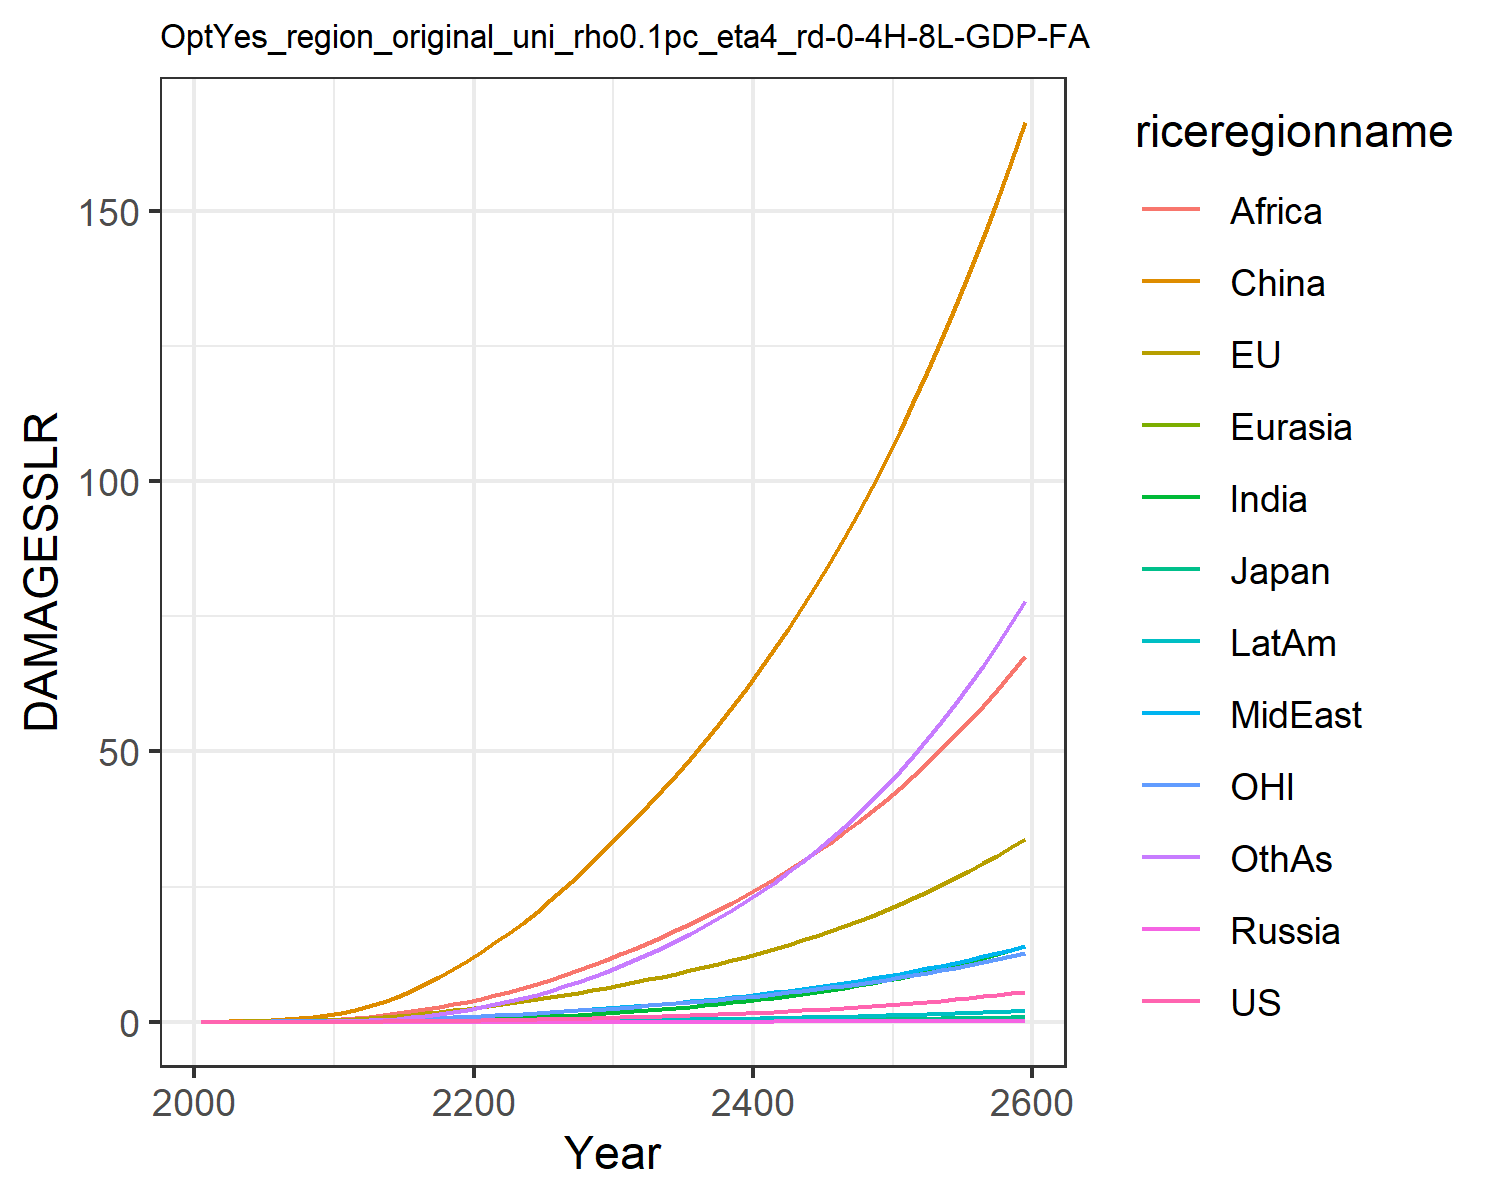 OptYes_region_original_uni_rho0.1pc_eta4_rd-0-4H-8L-GDP-FA
DAMAGESSLR
150
100
50
0
2000 2200 2400 2600
Year
riceregionname
Africa
China
EU
Eurasia
India
Japan
LatAm
MidEast
OHI
OthAs
Russia
US